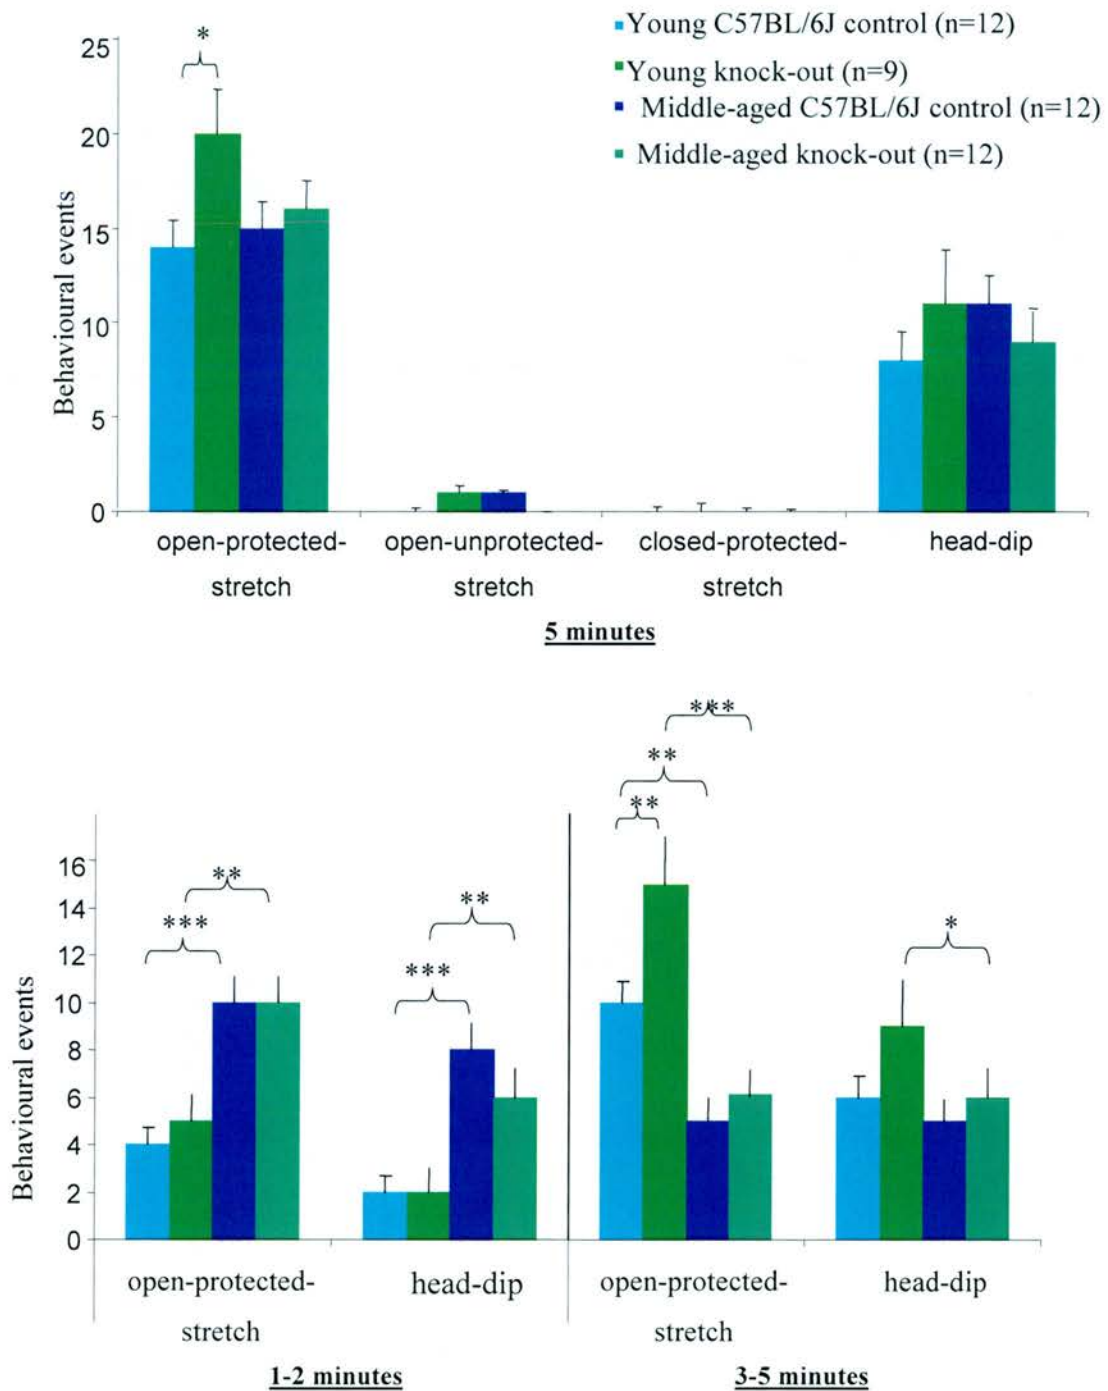 Young C57BL/6J control (n=12)
Young knock-out (n=9)
Middle-aged C57BL/6J control (n=12)
Middle-aged knock-out (n=12)
Behavioural events
25
20
15
10
5
0
*
open-protected-
stretch
open-unprotected-
stretch
closed-protected-
stretch
head-dip
5 minutes
Behavioural events
16
14
12
10
8
6
4
2
0
***
**
***
**
**
**
***
*
open-protected-
stretch
head-dip
open-protected-
stretch
head-dip
1-2 minutes
3-5 minutes